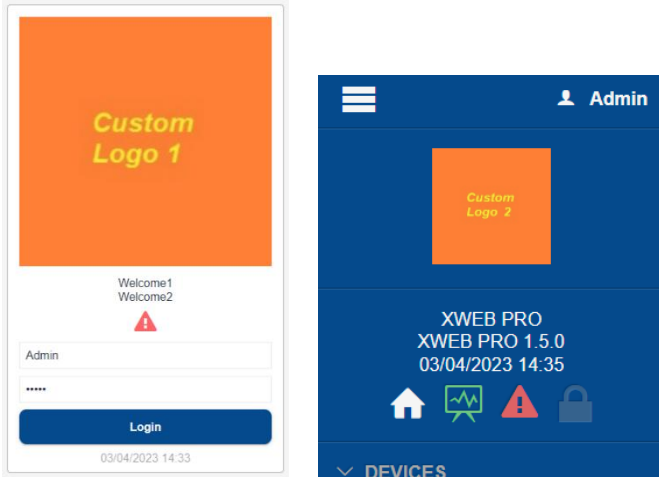 Custom
Logo 1
Welcome1
Welcome2
Admin
•••••
Login
03/04/2023 14:33
Admin
Custom
Logo 2
XWEB PRO
XWEB PRO 1.5.0
03/04/2023 14:35
DEVICES